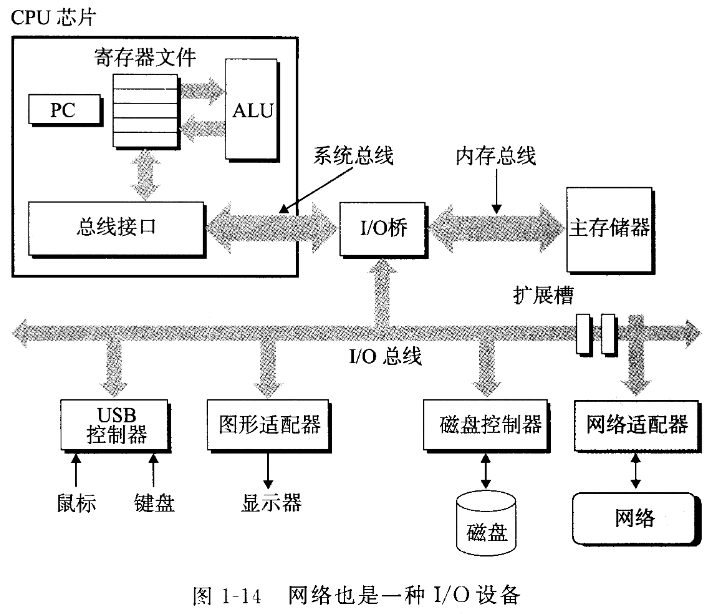 CPU 芯片
寄存器文件
PC
ALU
系统总线
内存总线
总线接口
I/O桥
主存储器
扩展槽
I/O 总线
USB
控制器
图形适配器
磁盘控制器
网络适配器
鼠标
键盘
显示器
磁盘
网络
图 1-14 网络也是一种 I/O 设备